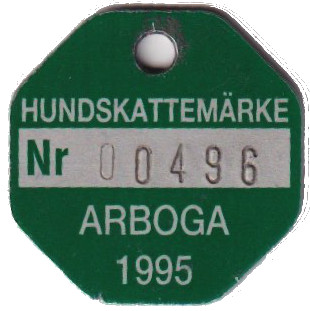 HUNDSKATTEMÄRKE
Nr 00496
ARBOGA
1995